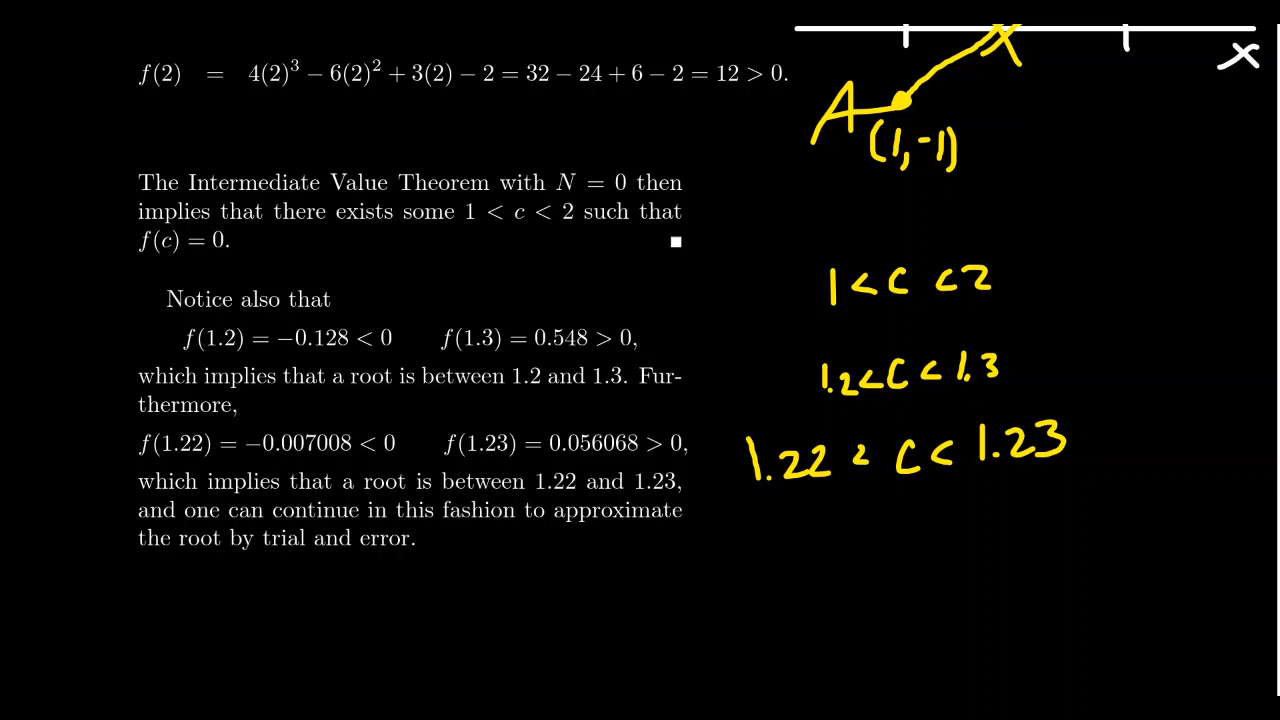 f(2) = 4(2)³ − 6(2)² + 3(2) − 2 = 32 − 24 + 6 − 2 = 12 > 0.
x
A
(1, -1)
The Intermediate Value Theorem with N = 0 then
implies that there exists some 1 < c < 2 such that
f(c) = 0. ■
1 < c < 2
Notice also that
f(1.2) = −0.128 < 0 f(1.3) = 0.548 > 0,
1.2 < c < 1.3
which implies that a root is between 1.2 and 1.3. Fur-
thermore,
f(1.22) = −0.007008 < 0 f(1.23) = 0.056068 > 0,
1.22 < c < 1.23
which implies that a root is between 1.22 and 1.23,
and one can continue in this fashion to approximate
the root by trial and error.